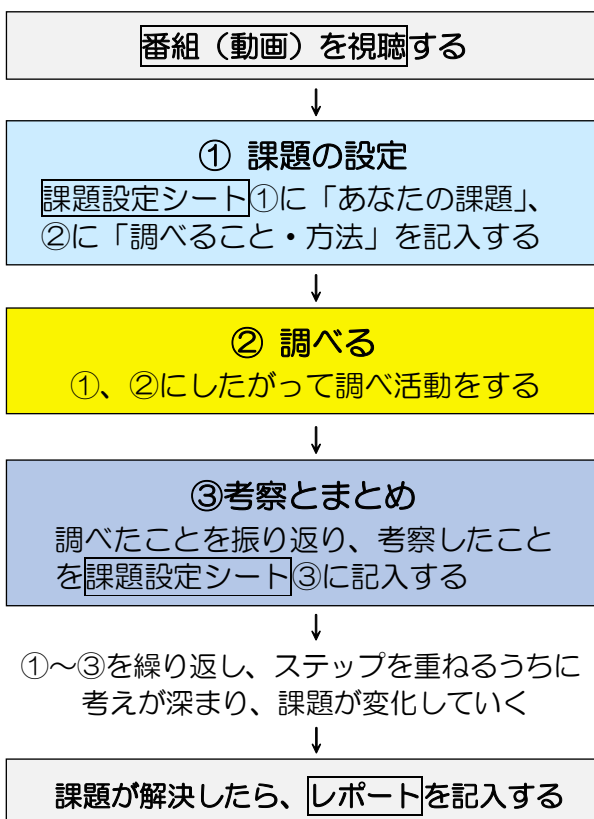 番組（動画）を視聴する
↓
① 課題の設定
課題設定シート①に「あなたの課題」、
②に「調べること・方法」を記入する
↓
② 調べる
①、②にしたがって調べ活動をする
↓
③考察とまとめ
調べたことを振り返り、考察したこと
を課題設定シート③に記入する
↓
①～③を繰り返し、ステップを重ねるうちに
考えが深まり、課題が変化していく
↓
課題が解決したら、レポートを記入する